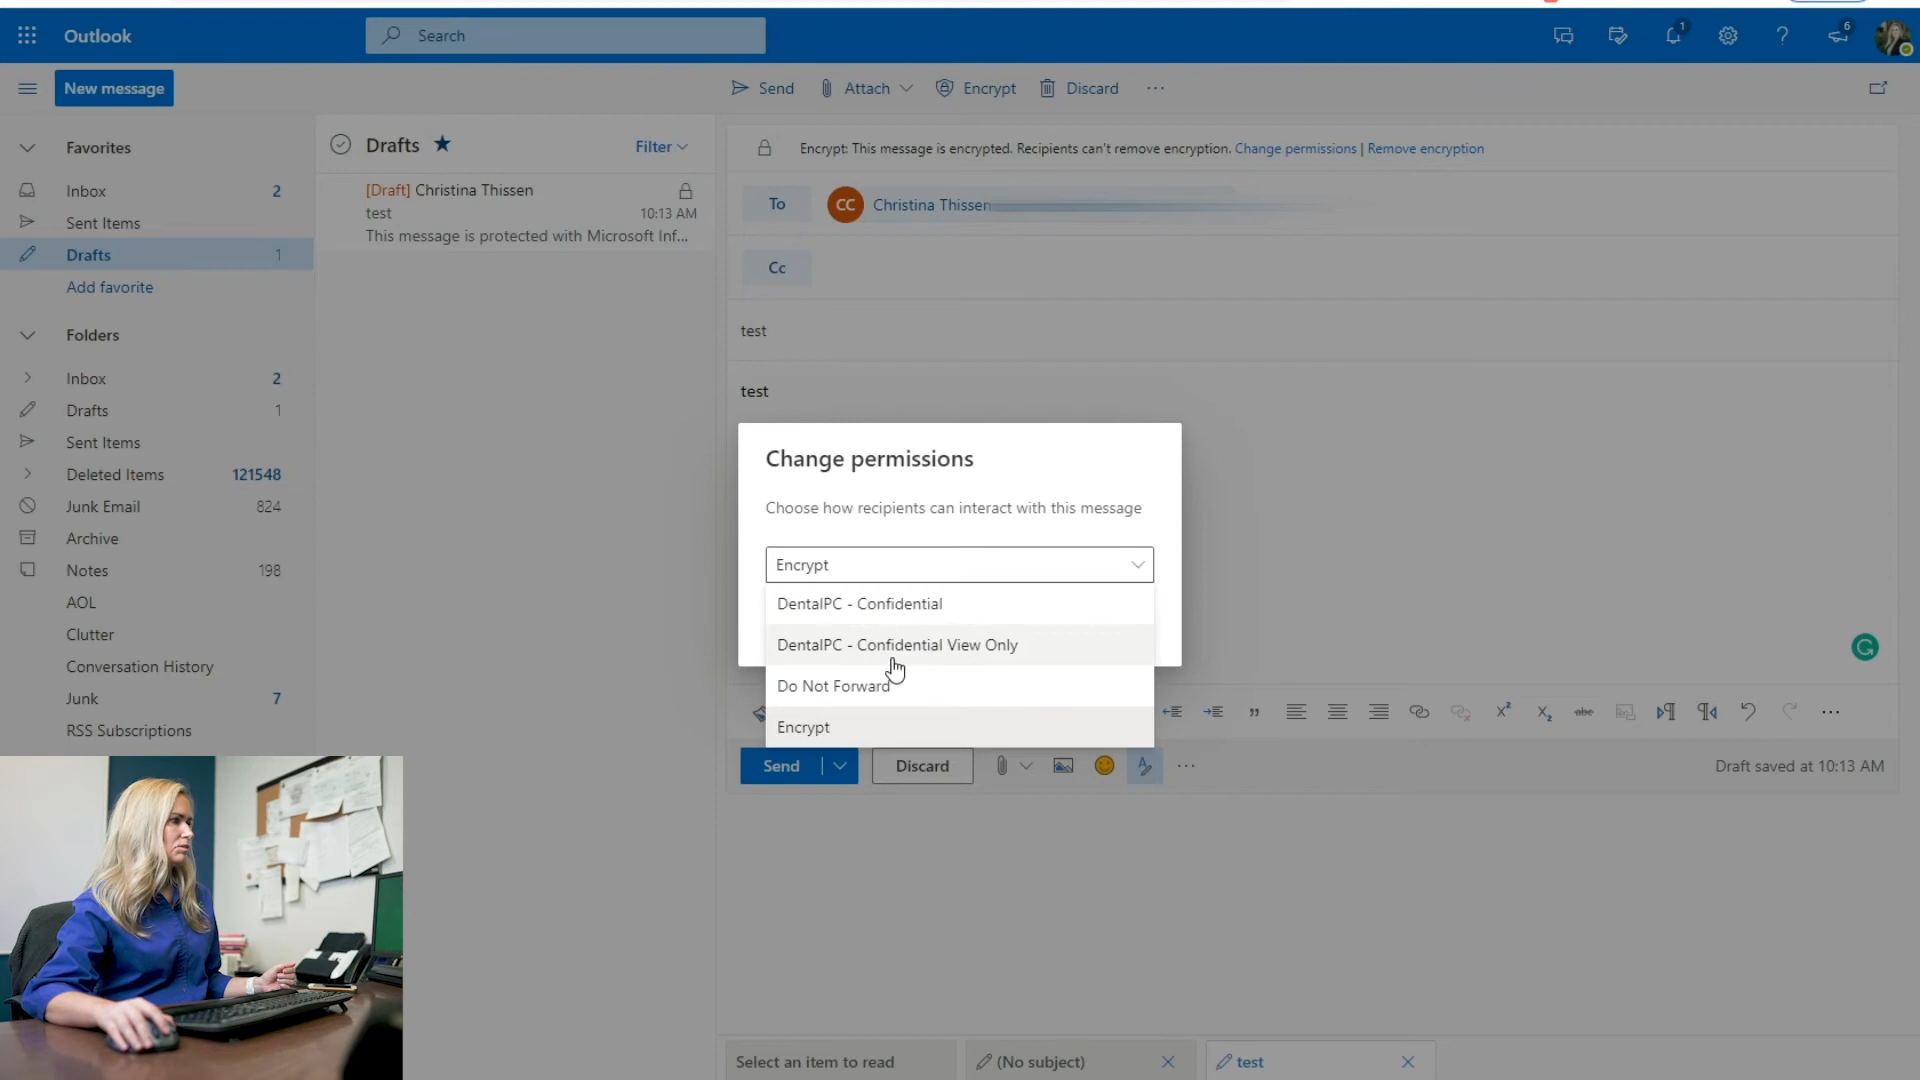 Outlook
Search
1
6
New message
Send
Attach
Encrypt
Discard
Favorites
Inbox 2
Sent Items
Drafts 1
Add favorite
Folders
Inbox 2
Drafts 1
Sent Items
Deleted Items 121548
Junk Email 824
Archive
Notes 198
AOL
Clutter
Conversation History
Junk 7
RSS Subscriptions
Drafts
Filter
[Draft] Christina Thissen
test 10:13 AM
This message is protected with Microsoft Inf...
Encrypt: This message is encrypted. Recipients can't remove encryption. Change permissions | Remove encryption
To CC Christina Thissen
Cc
test
test
Change permissions
Choose how recipients can interact with this message
Encrypt
DentalPC - Confidential
DentalPC - Confidential View Only
Do Not Forward
Encrypt
Send
Discard
Draft saved at 10:13 AM
Select an item to read
(No subject)
test